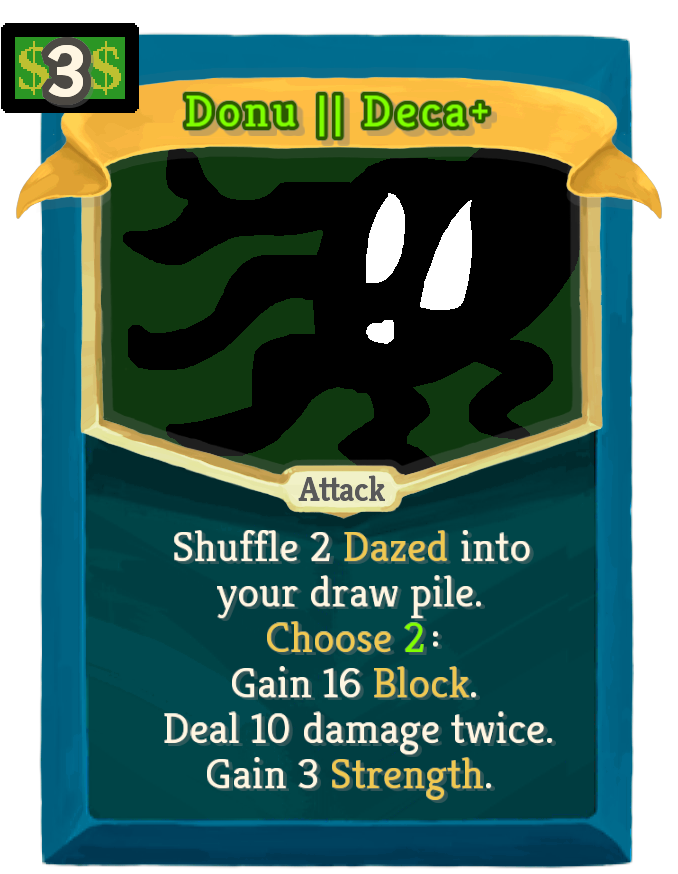 $3$
Donu || Deca+
Attack
Shuffle 2 Dazed into
your draw pile.
Choose 2:
Gain 16 Block.
Deal 10 damage twice.
Gain 3 Strength.